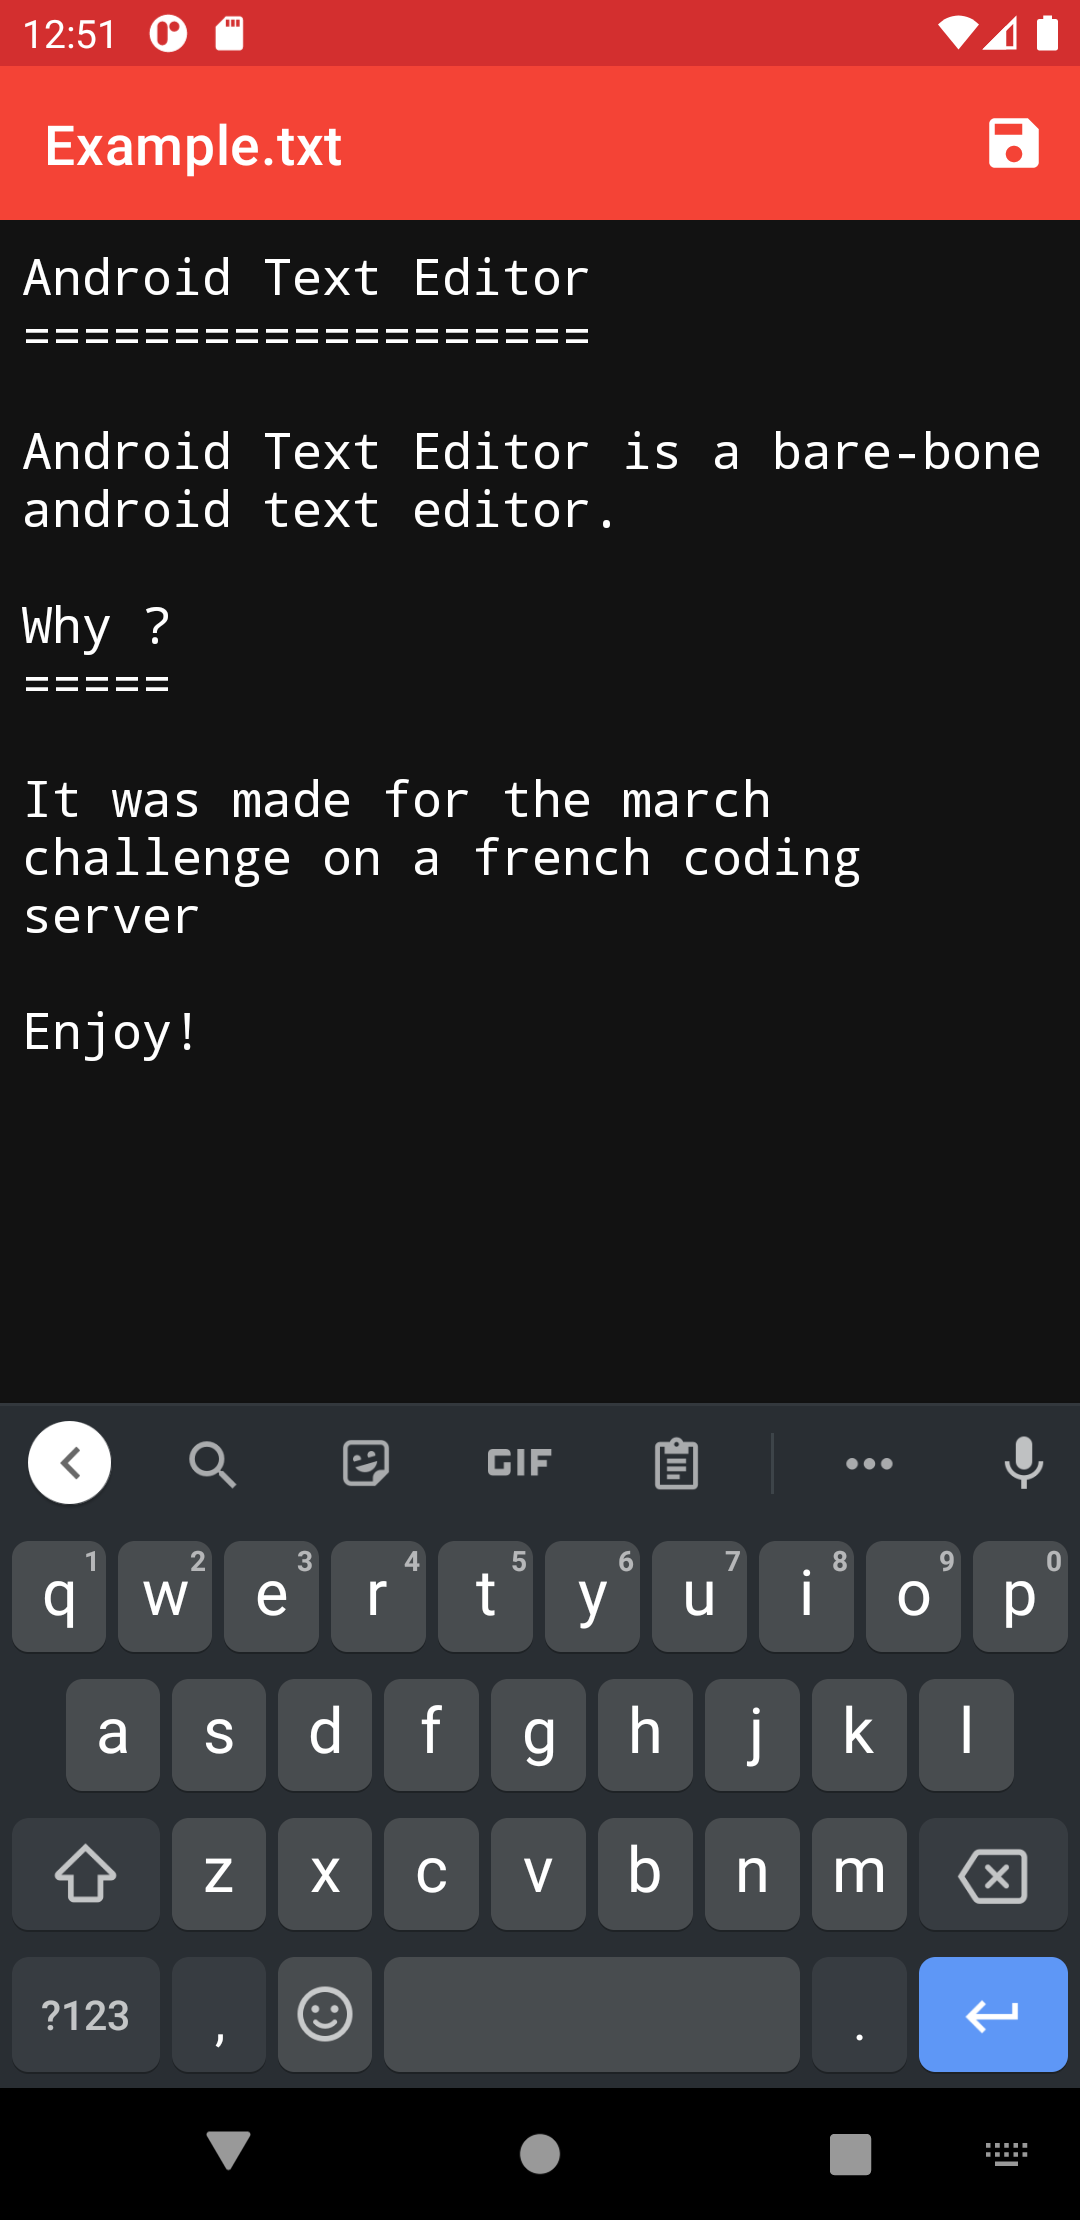 12:51
Example.txt
Android Text Editor
===================
Android Text Editor is a bare-bone
android text editor.
Why ?
=====
It was made for the march
challenge on a french coding
server
Enjoy!
GIF
q 1 w 2 e 3 r 4 t 5 y 6 u 7 i 8 o 9 p 0
a s d f g h j k l
z x c v b n m
?123 , .